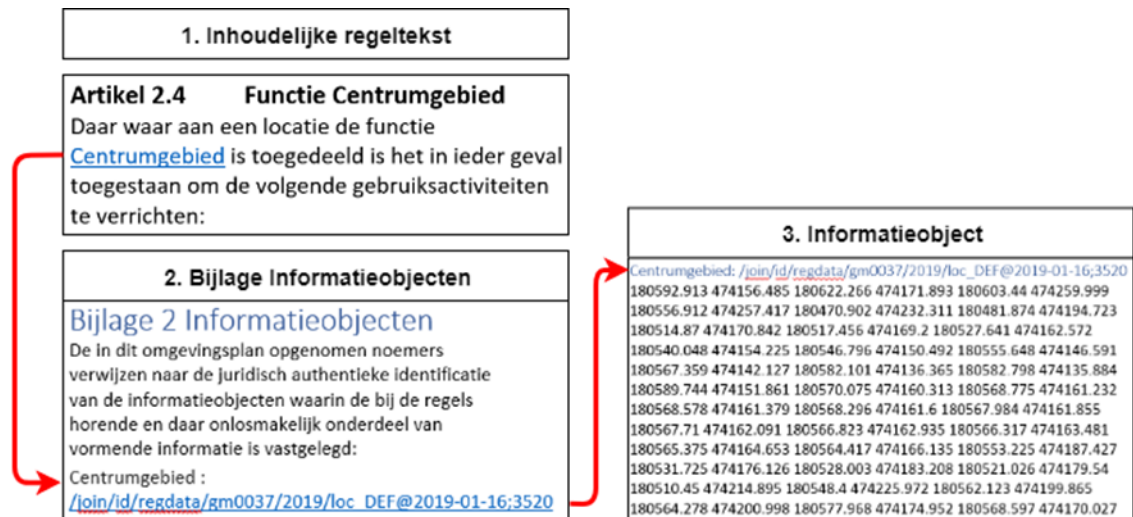 1. Inhoudelijke regeltekst
Artikel 2.4 Functie Centrumgebied
Daar waar aan een locatie de functie
Centrumgebied is toegedeeld is het in ieder geval
toegestaan om de volgende gebruiksactiviteiten
te verrichten:
2. Bijlage Informatieobjecten
Bijlage 2 Informatieobjecten
De in dit omgevingsplan opgenomen noemers
verwijzen naar de juridisch authentieke identificatie
van de informatieobjecten waarin de bij de regels
horende en daar onlosmakelijk onderdeel van
vormende informatie is vastgelegd:
Centrumgebied :
/join/id/regdata/gm0037/2019/loc_DEF@2019-01-16;3520
3. Informatieobject
Centrumgebied: /join/id/regdata/gm0037/2019/loc_DEF@2019-01-16;3520
180592.913 474156.485 180622.266 474171.893 180603.44 474259.999
180556.912 474257.417 180470.902 474232.311 180481.874 474194.723
180514.87 474170.842 180517.456 474169.2 180527.641 474162.572
180540.048 474154.225 180546.796 474150.492 180555.648 474146.591
180567.359 474142.127 180582.101 474136.365 180582.798 474135.884
180589.744 474151.861 180570.075 474160.313 180568.775 474161.232
180568.578 474161.379 180568.296 474161.6 180567.984 474161.855
180567.71 474162.091 180566.823 474162.935 180566.317 474163.481
180565.375 474164.653 180564.417 474166.135 180553.225 474187.427
180531.725 474176.126 180528.003 474183.208 180521.026 474179.54
180510.45 474214.895 180548.4 474225.972 180562.123 474199.865
180564.278 474200.998 180577.968 474174.952 180568.597 474170.027